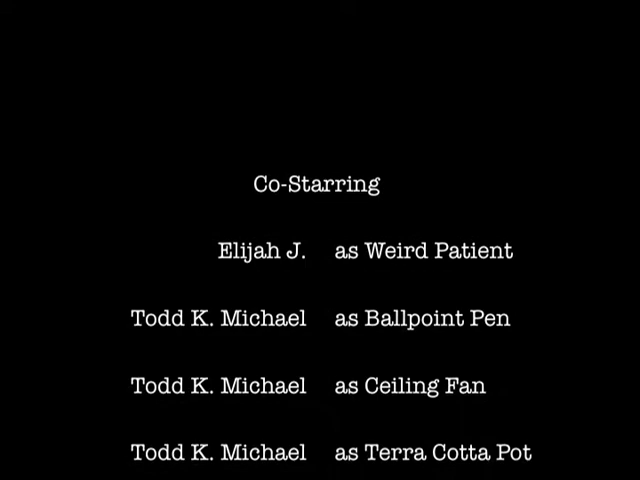 Co-Starring
Elijah J. as Weird Patient
Todd K. Michael as Ballpoint Pen
Todd K. Michael as Ceiling Fan
Todd K. Michael as Terra Cotta Pot